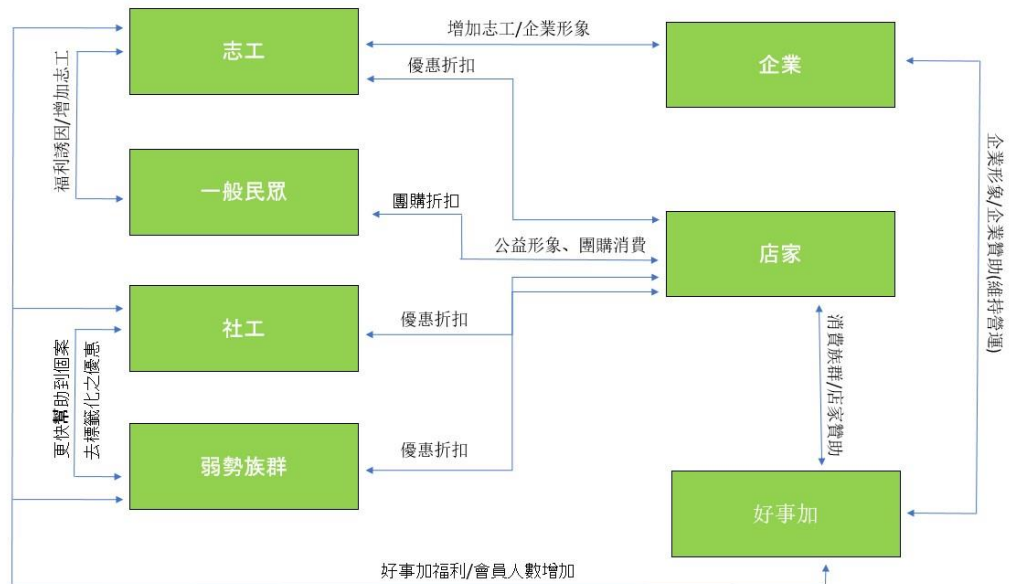 志工
增加志工/企業形象
企業
優惠折扣
福利誘因/增加志工
一般民眾
團購折扣
公益形象、團購消費
店家
企業形象/企業贊助(維持營運)
社工
優惠折扣
更快幫助到個案
去標籤化之優惠
消費族群/店家贊助
弱勢族群
優惠折扣
好事加
好事加福利/會員人數增加